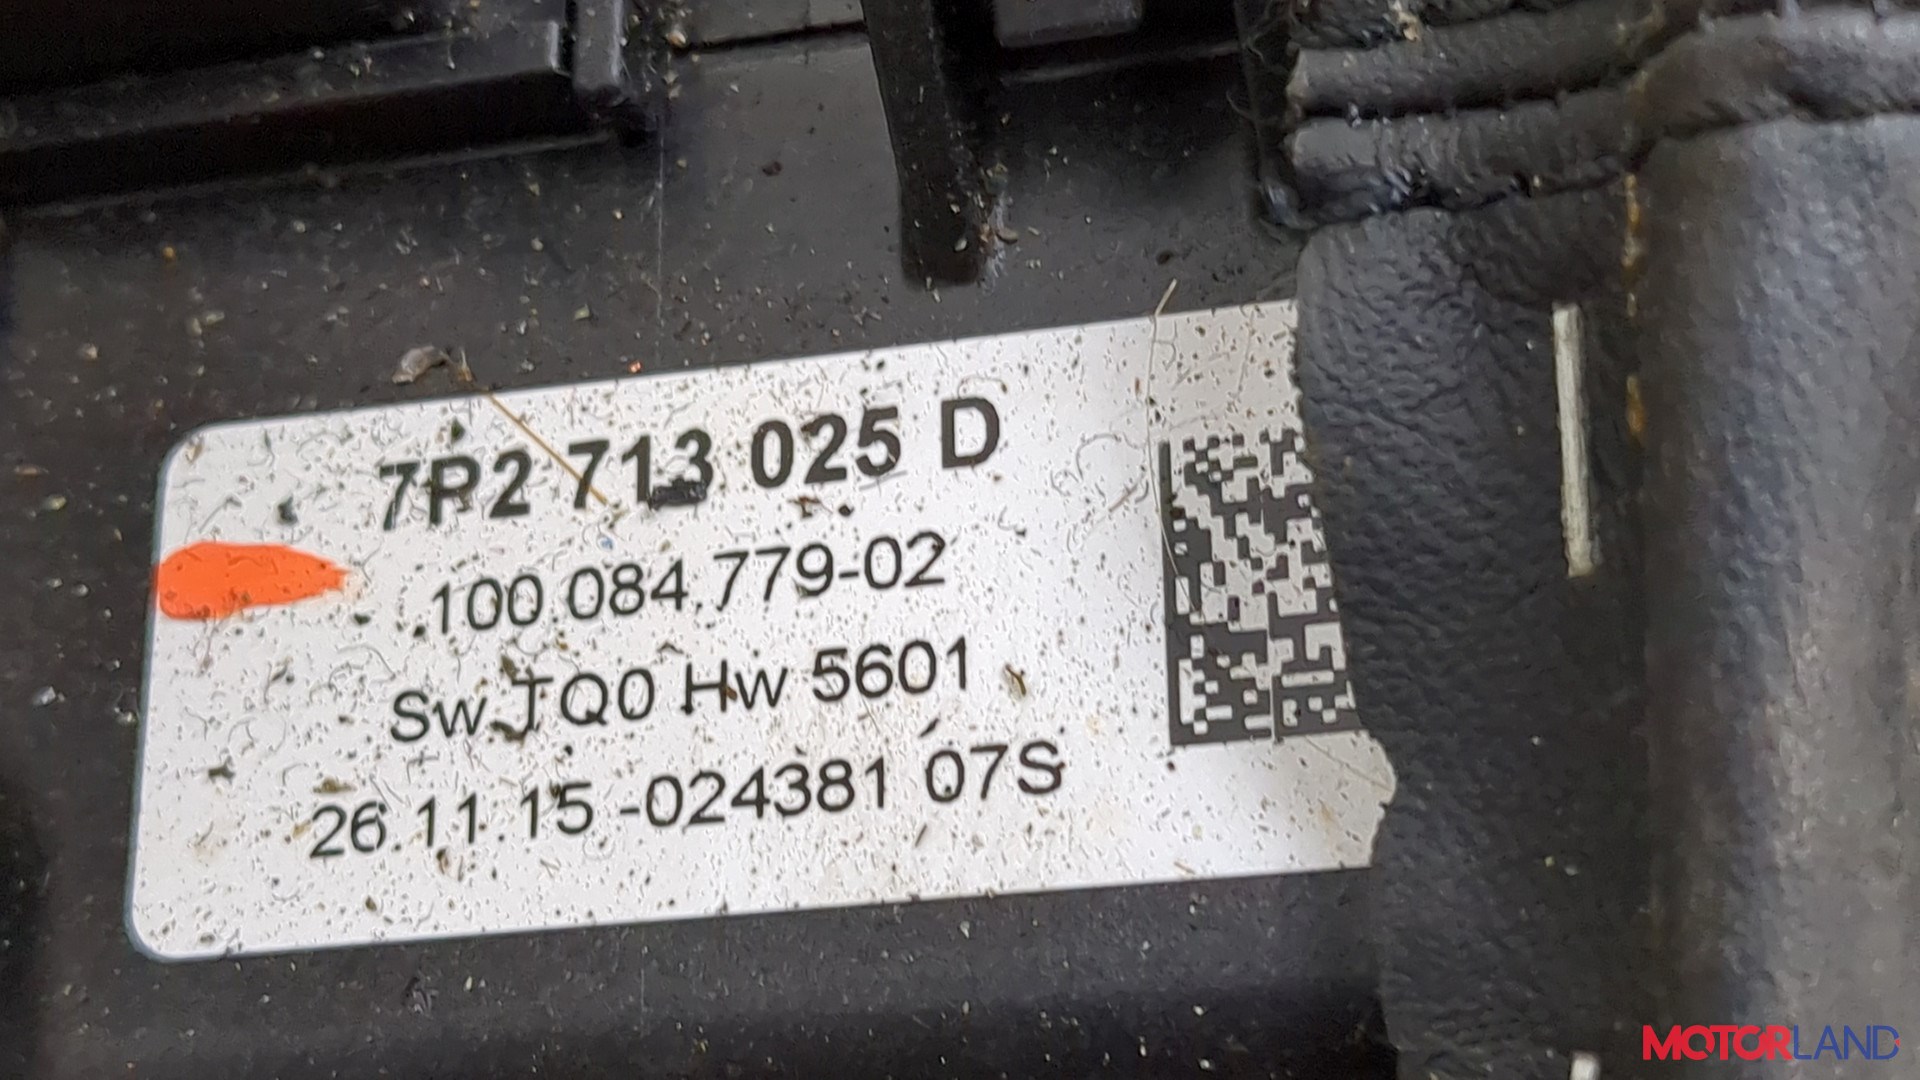 7P2 713 025 D
100.084.779-02
Sw JQ0 Hw 5601
26.11.15 -024381 07S
MOTORLAND